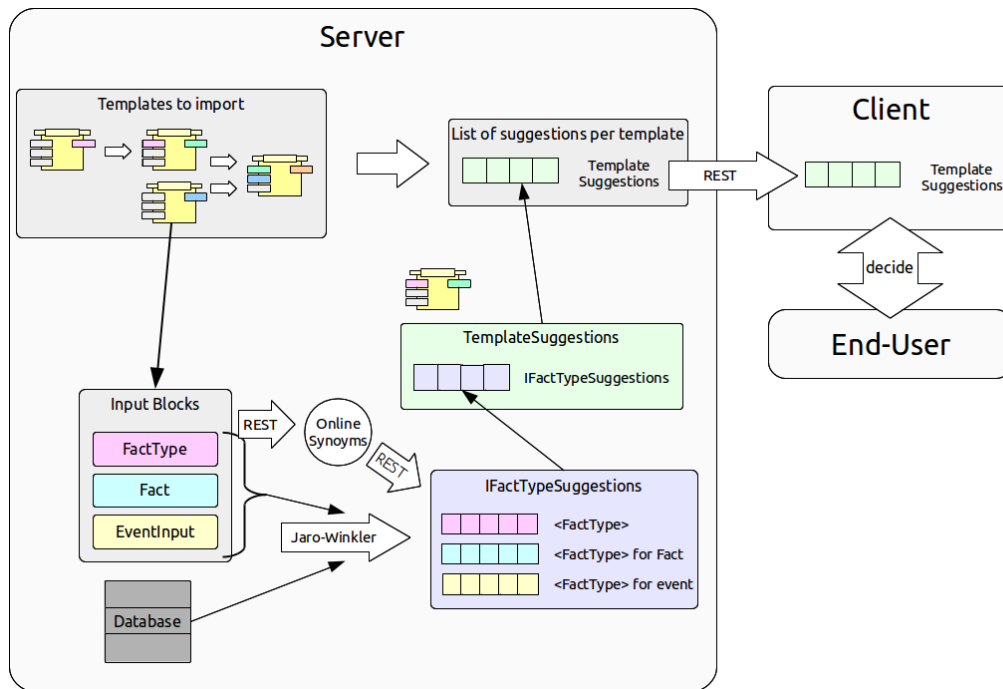 Server
Templates to import
List of suggestions per template
Template
Suggestions
REST
Client
Template
Suggestions
decide
End-User
TemplateSuggestions
IFactTypeSuggestions
Input Blocks
FactType
Fact
EventInput
REST
Online
Synoyms
REST
Jaro-Winkler
IFactTypeSuggestions
<FactType>
<FactType> for Fact
<FactType> for event
Database